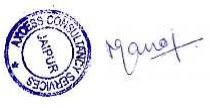 AXCESS CONSULTANCY SERVICES
JAIPUR
Manoj